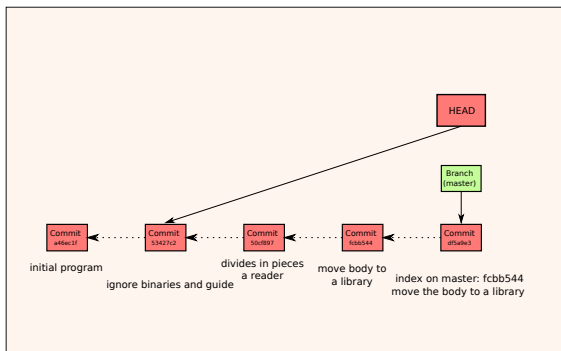 HEAD
Branch
(master)
Commit
a46ec1f
Commit
53427c2
Commit
50cf897
Commit
fcbb544
Commit
df5a9e3
initial program
ignore binaries and guide
divides in pieces
a reader
move body to
a library
index on master: fcbb544
move the body to a library